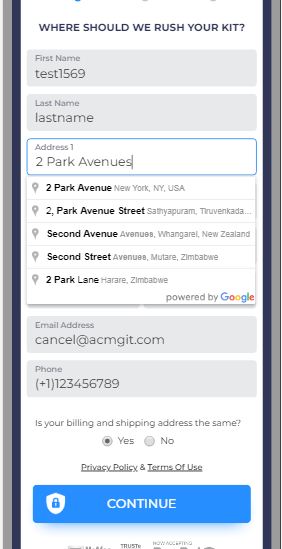 WHERE SHOULD WE RUSH YOUR KIT?
First Name
test1569
Last Name
lastname
Address 1
2 Park Avenues
2 Park Avenue New York, NY, USA
2, Park Avenue Street Sathyapuram, Tiruvenkada...
Second Avenue Avenues, Whangarei, New Zealand
Second Street Avenues, Mutare, Zimbabwe
2 Park Lane Harare, Zimbabwe
powered by Google
Email Address
cancel@acmgit.com
Phone
(+1)123456789
Is your billing and shipping address the same?
Yes No
Privacy Policy & Terms Of Use
CONTINUE
TRUSTe NOW ACCEPTING